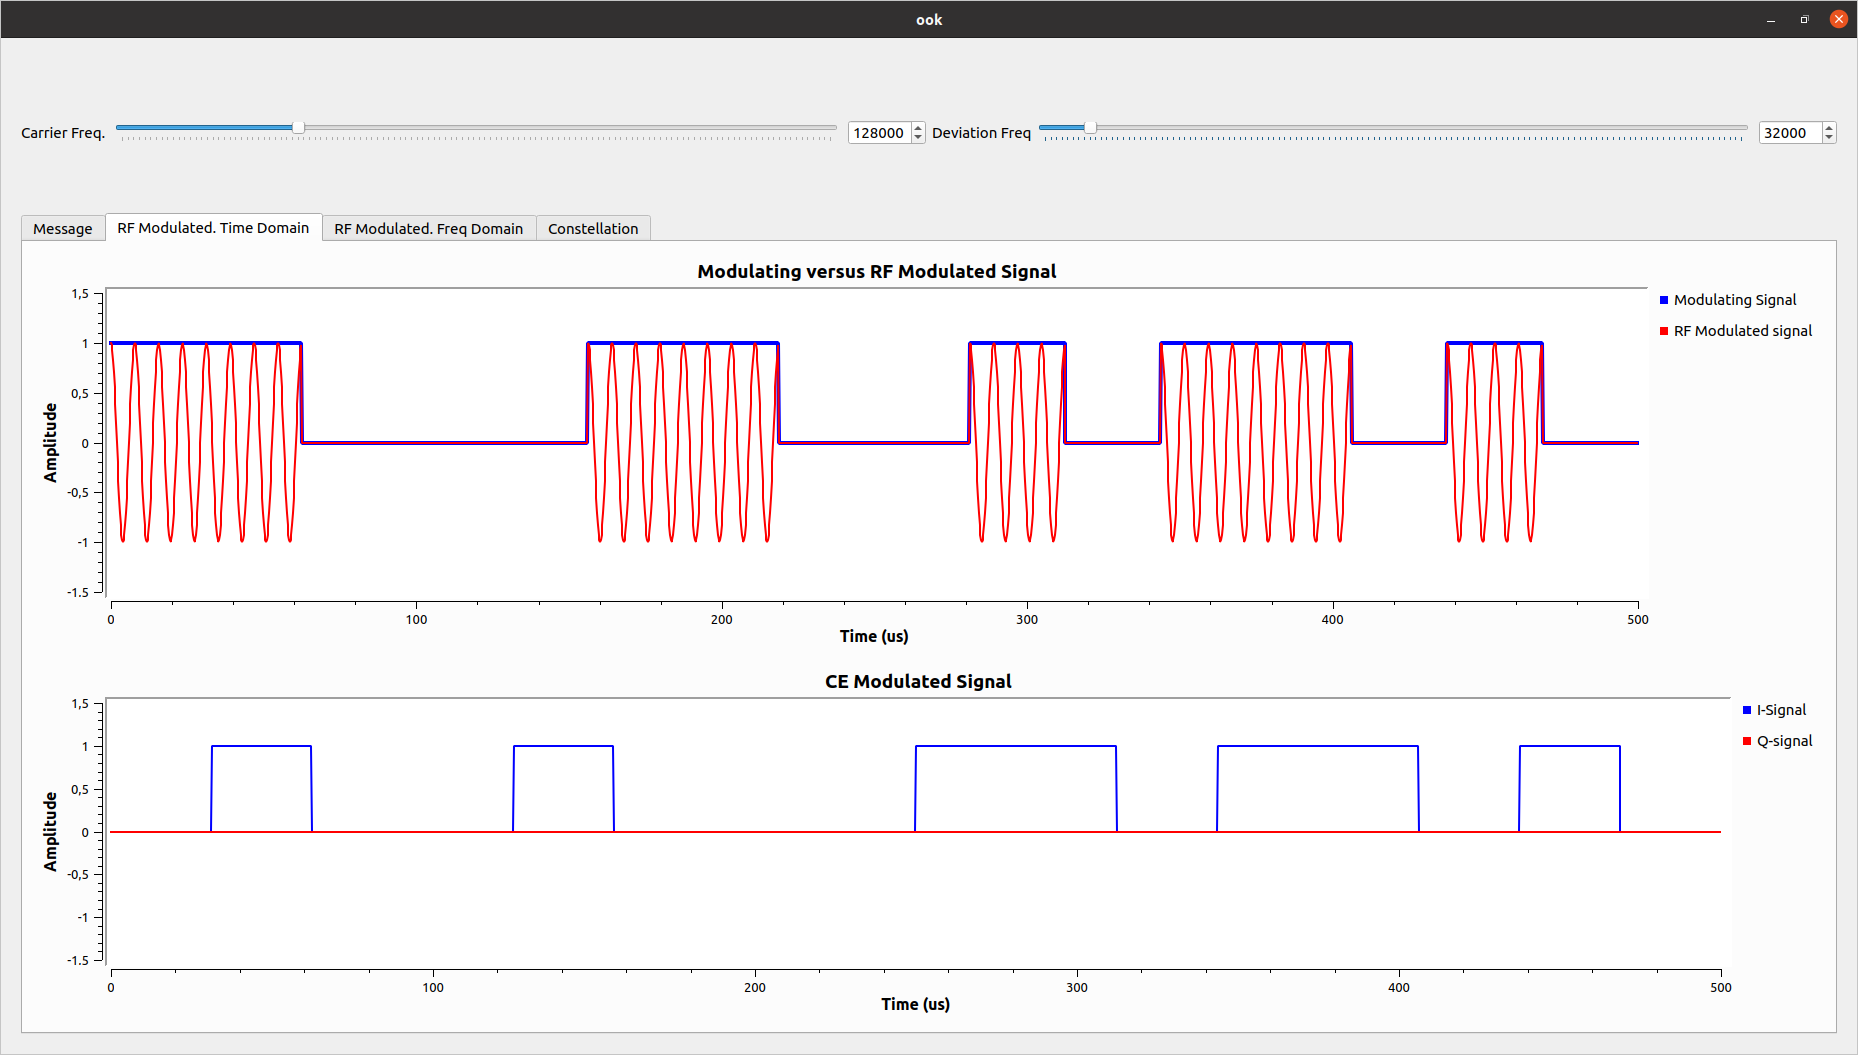 ook
Carrier Freq. 128000 Deviation Freq 32000
Message RF Modulated. Time Domain RF Modulated. Freq Domain Constellation
Modulating versus RF Modulated Signal
1,5
1
0,5
0
-0,5
-1
-1.5
Amplitude
0 100 200 300 400 500
Time (us)
Modulating Signal
RF Modulated signal
CE Modulated Signal
1,5
1
0,5
0
-0,5
-1
-1.5
Amplitude
0 100 200 300 400 500
Time (us)
I-Signal
Q-signal